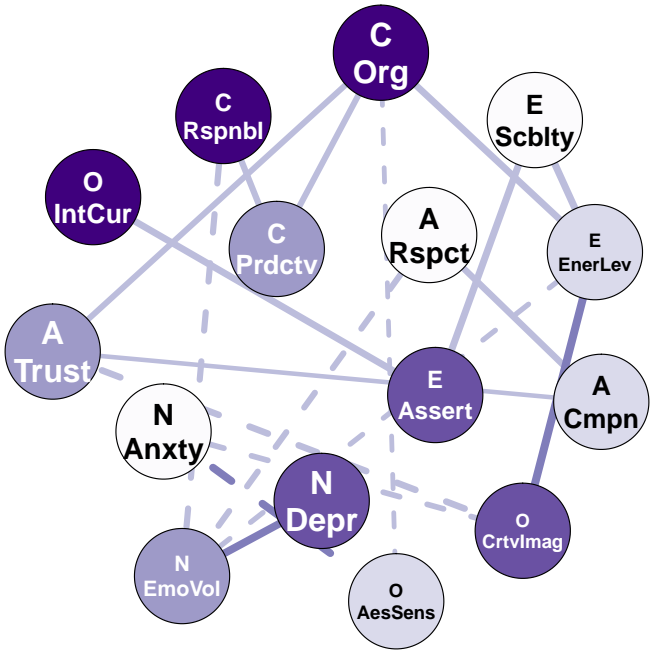 C
Org
C
Rspnbl
E
Scblty
O
IntCur
C
Prdctv
A
Rspct
E
EnerLev
A
Trust
E
Assert
A
Cmpn
N
Anxty
N
Depr
O
CrtvImag
N
EmoVol
O
AesSens